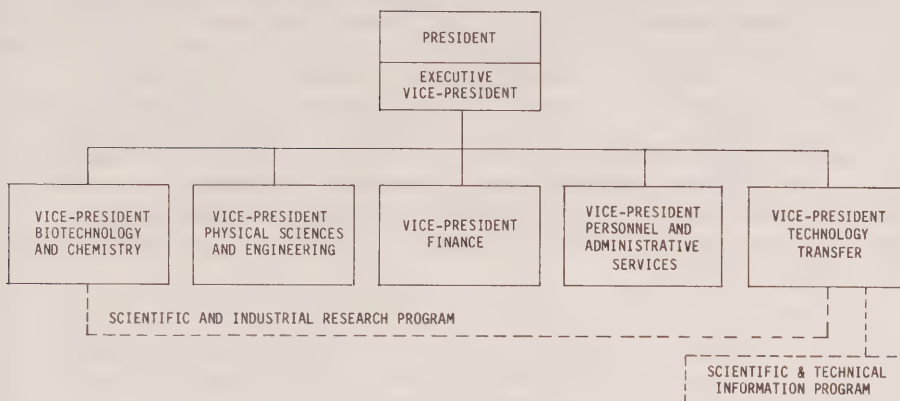 PRESIDENT
EXECUTIVE
VICE-PRESIDENT
VICE-PRESIDENT
BIOTECHNOLOGY
AND CHEMISTRY
VICE-PRESIDENT
PHYSICAL SCIENCES
AND ENGINEERING
VICE-PRESIDENT
FINANCE
VICE-PRESIDENT
PERSONNEL AND
ADMINISTRATIVE
SERVICES
VICE-PRESIDENT
TECHNOLOGY
TRANSFER
SCIENTIFIC AND INDUSTRIAL RESEARCH PROGRAM
SCIENTIFIC & TECHNICAL
INFORMATION PROGRAM